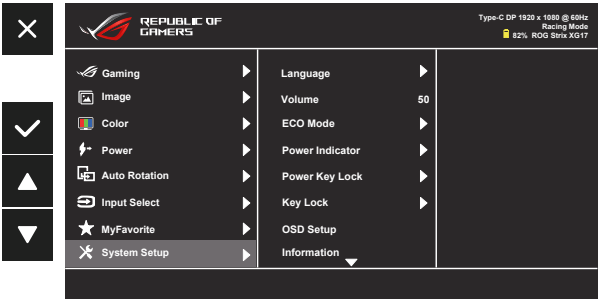 REPUBLIC OF
GAMERS
Type-C DP 1920 x 1080 @ 60Hz
Racing Mode
82% ROG Strix XG17
Gaming
Image
Color
Power
Auto Rotation
Input Select
MyFavorite
System Setup
Language
Volume 50
ECO Mode
Power Indicator
Power Key Lock
Key Lock
OSD Setup
Information